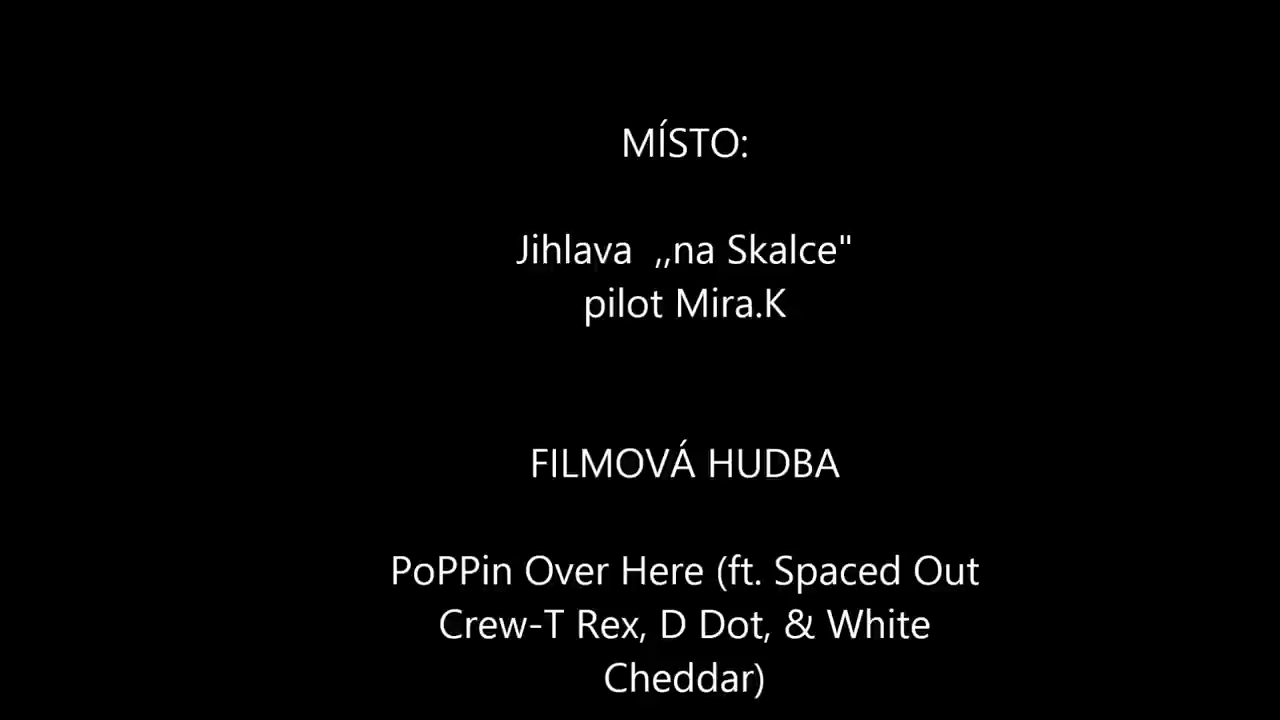 MÍSTO:
Jihlava  ,,na Skalce"
pilot Mira.K
FILMOVÁ HUDBA
PoPPin Over Here (ft. Spaced Out
Crew-T Rex, D Dot, & White
Cheddar)